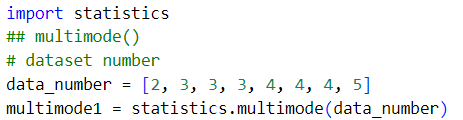 import statistics
## multimode()
# dataset number
data_number = [2, 3, 3, 3, 4, 4, 4, 5]
multimode1 = statistics.multimode(data_number)